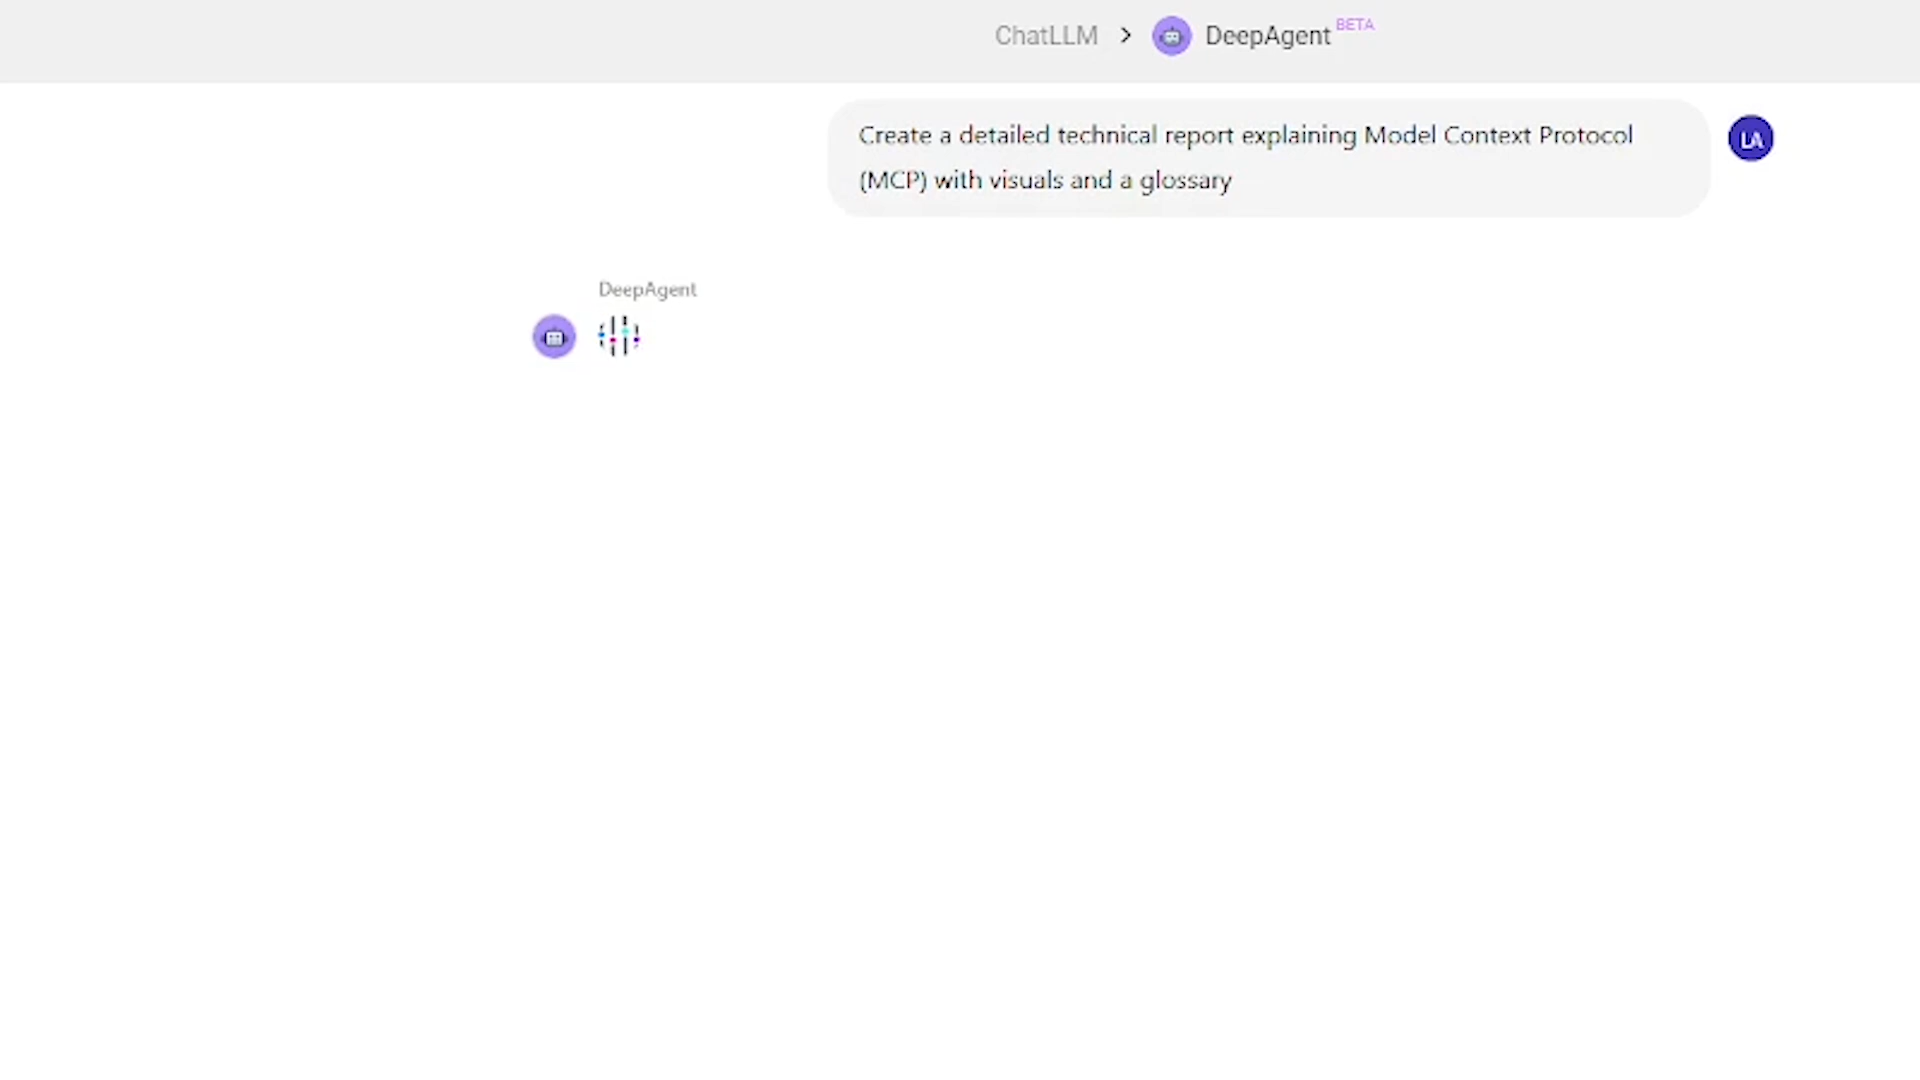 ChatLLM > DeepAgent BETA
Create a detailed technical report explaining Model Context Protocol
(MCP) with visuals and a glossary
LA
DeepAgent